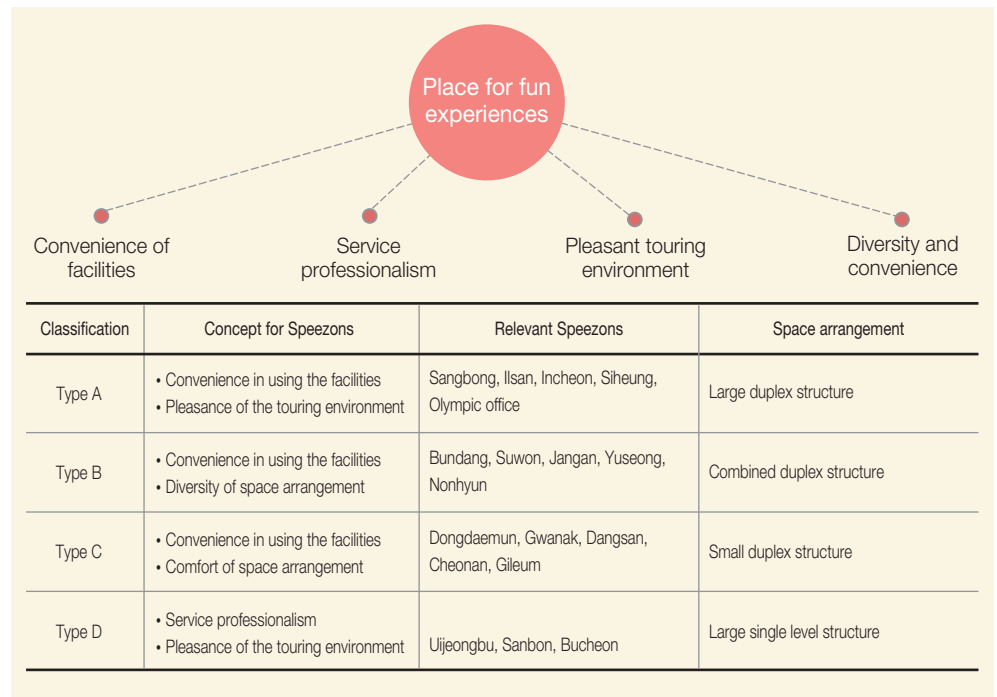 Place for fun
experiences
Convenience of
facilities
Service
professionalism
Pleasant touring
environment
Diversity and
convenience
Classification
Concept for Speezons
Relevant Speezons
Space arrangement
Type A
• Convenience in using the facilities
• Pleasance of the touring environment
Sangbong, Ilsan, Incheon, Siheung,
Olympic office
Large duplex structure
Type B
• Convenience in using the facilities
• Diversity of space arrangement
Bundang, Suwon, Jangan, Yuseong,
Nonhyun
Combined duplex structure
Type C
• Convenience in using the facilities
• Comfort of space arrangement
Dongdaemun, Gwanak, Dangsan,
Cheonan, Gileum
Small duplex structure
Type D
• Service professionalism
• Pleasance of the touring environment
Uijeongbu, Sanbon, Bucheon
Large single level structure